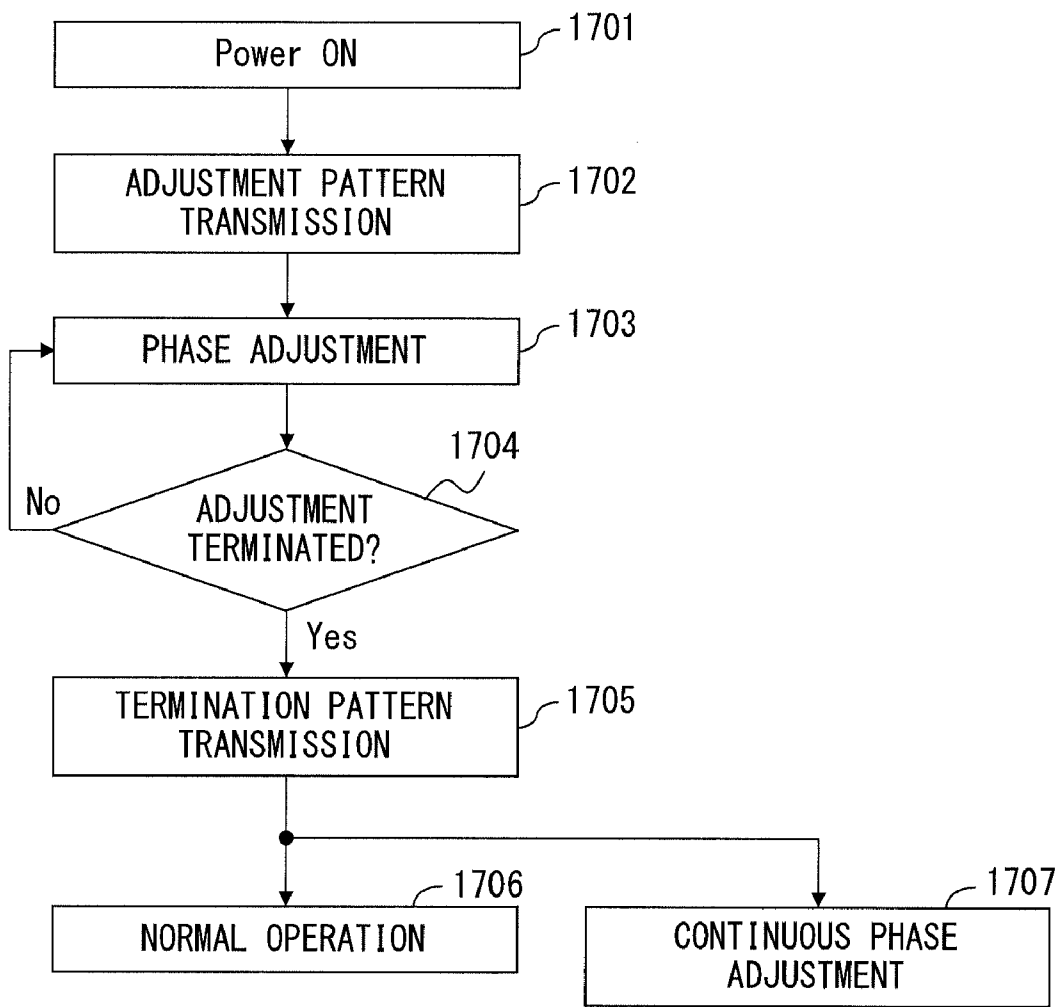 Power ON
1701
ADJUSTMENT PATTERN
TRANSMISSION
1702
PHASE ADJUSTMENT
1703
1704
No
ADJUSTMENT
TERMINATED?
Yes
TERMINATION PATTERN
TRANSMISSION
1705
1706
NORMAL OPERATION
1707
CONTINUOUS PHASE
ADJUSTMENT